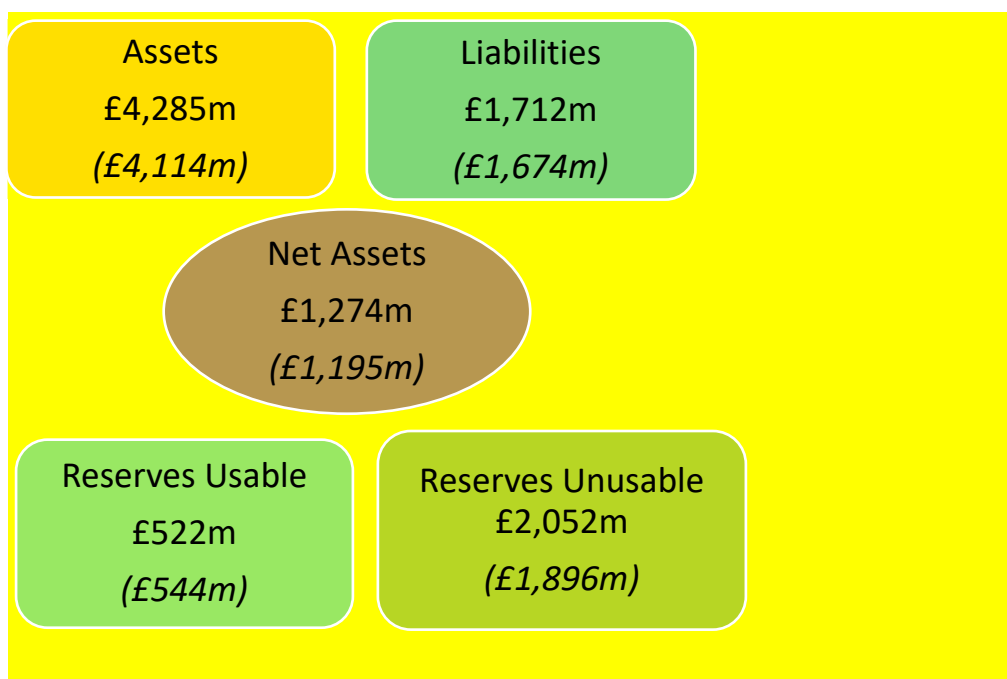 Assets
£4,285m
(£4,114m)
Liabilities
£1,712m
(£1,674m)
Net Assets
£1,274m
(£1,195m)
Reserves Usable
£522m
(£544m)
Reserves Unusable
£2,052m
(£1,896m)